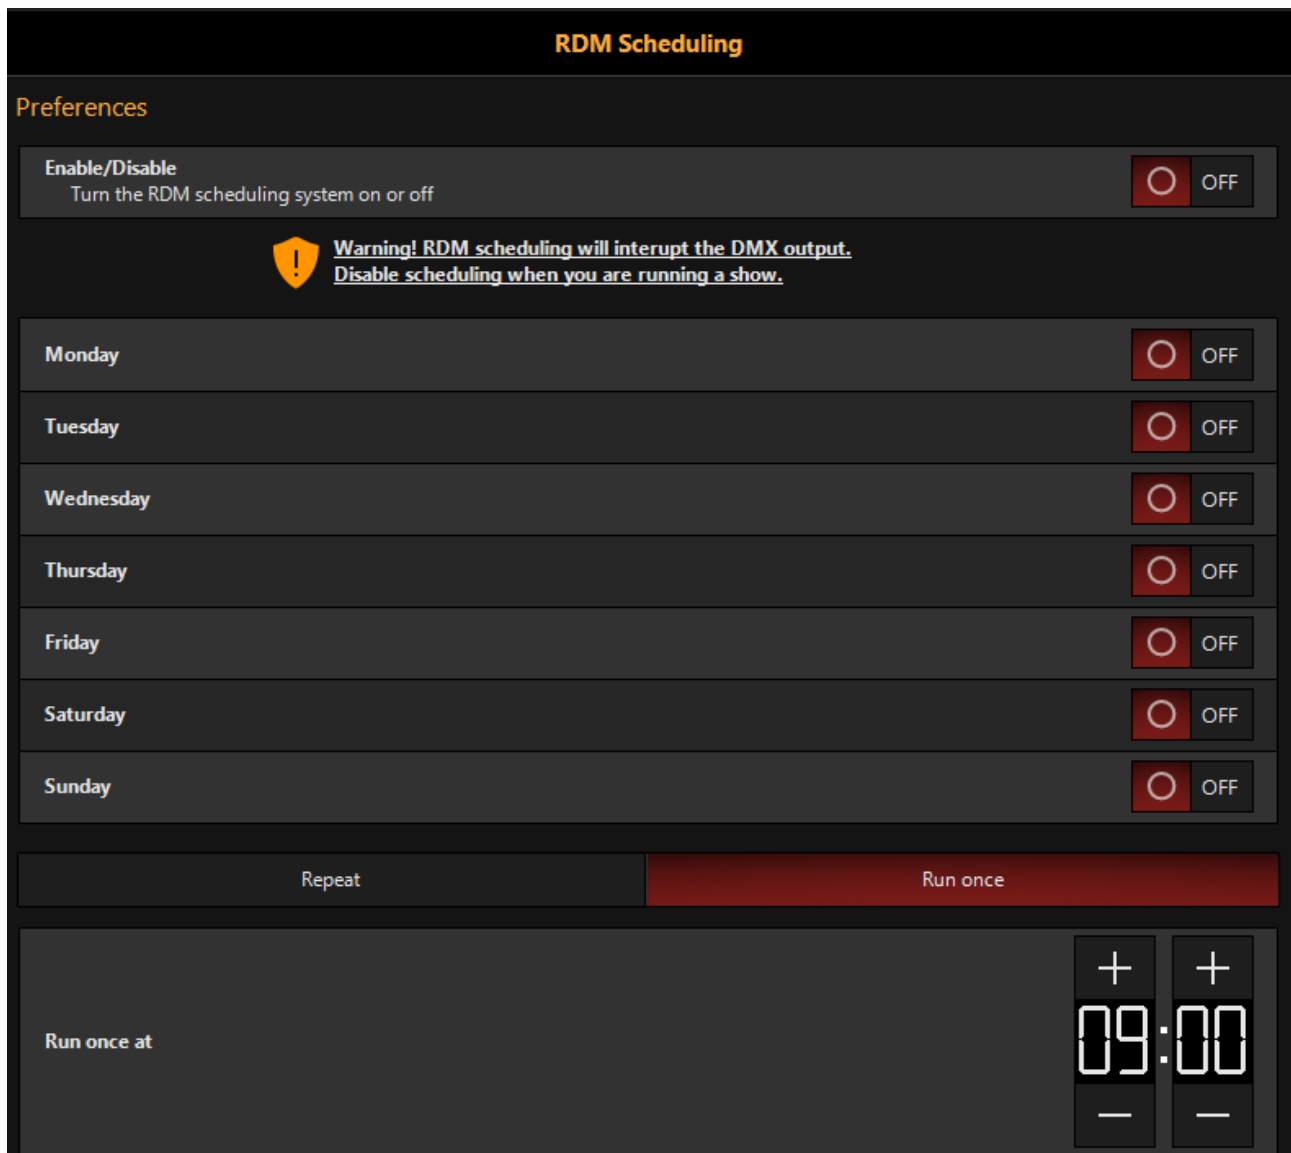 RDM Scheduling
Preferences
Enable/Disable
Turn the RDM scheduling system on or off
OFF
Warning! RDM scheduling will interupt the DMX output.
Disable scheduling when you are running a show.
Monday OFF
Tuesday OFF
Wednesday OFF
Thursday OFF
Friday OFF
Saturday OFF
Sunday OFF
Repeat Run once
+ +
Run once at 09:00
− −